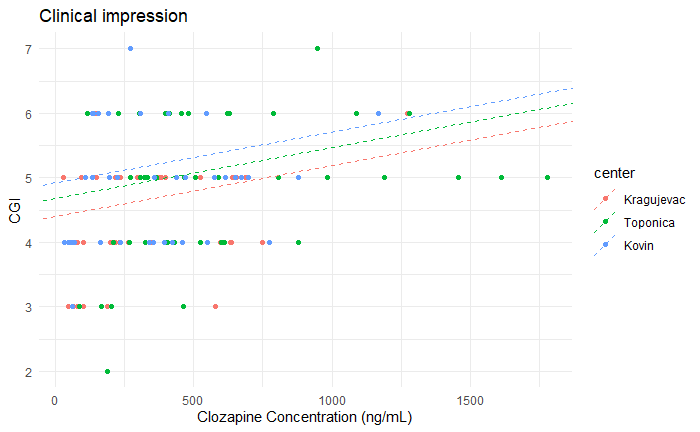 Clinical impression
7
6
5
4
3
2
CGI
0
500
1000
1500
Clozapine Concentration (ng/mL)
center
Kragujevac
Toponica
Kovin